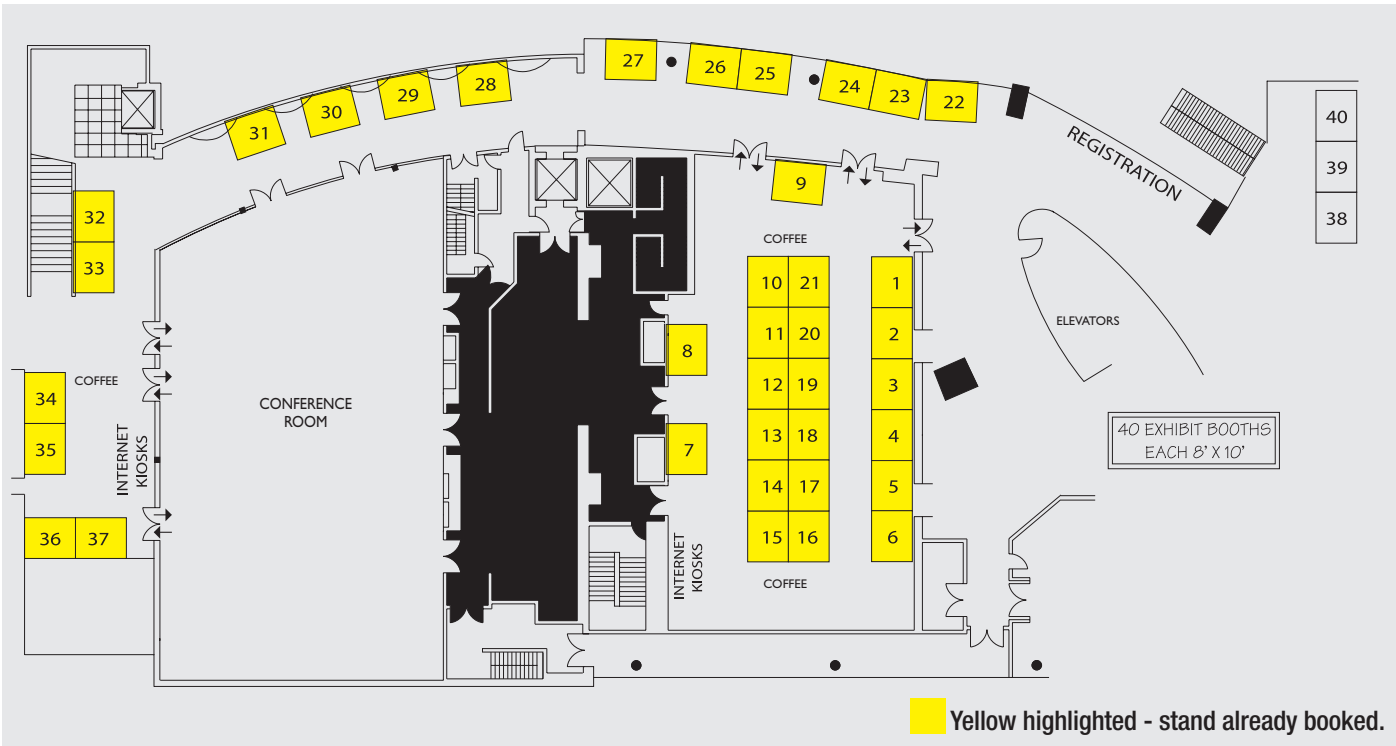 27
26
25
24
23
22
28
29
30
31
REGISTRATION
40
39
38
32
33
9
COFFEE
10 21
11 20
12 19
13 18
14 17
15 16
COFFEE
1
2
3
4
5
6
8
7
INTERNET
KIOSKS
ELEVATORS
40 EXHIBIT BOOTHS
EACH 8' X 10'
CONFERENCE
ROOM
COFFEE
34
35
INTERNET
KIOSKS
36 37
Yellow highlighted - stand already booked.